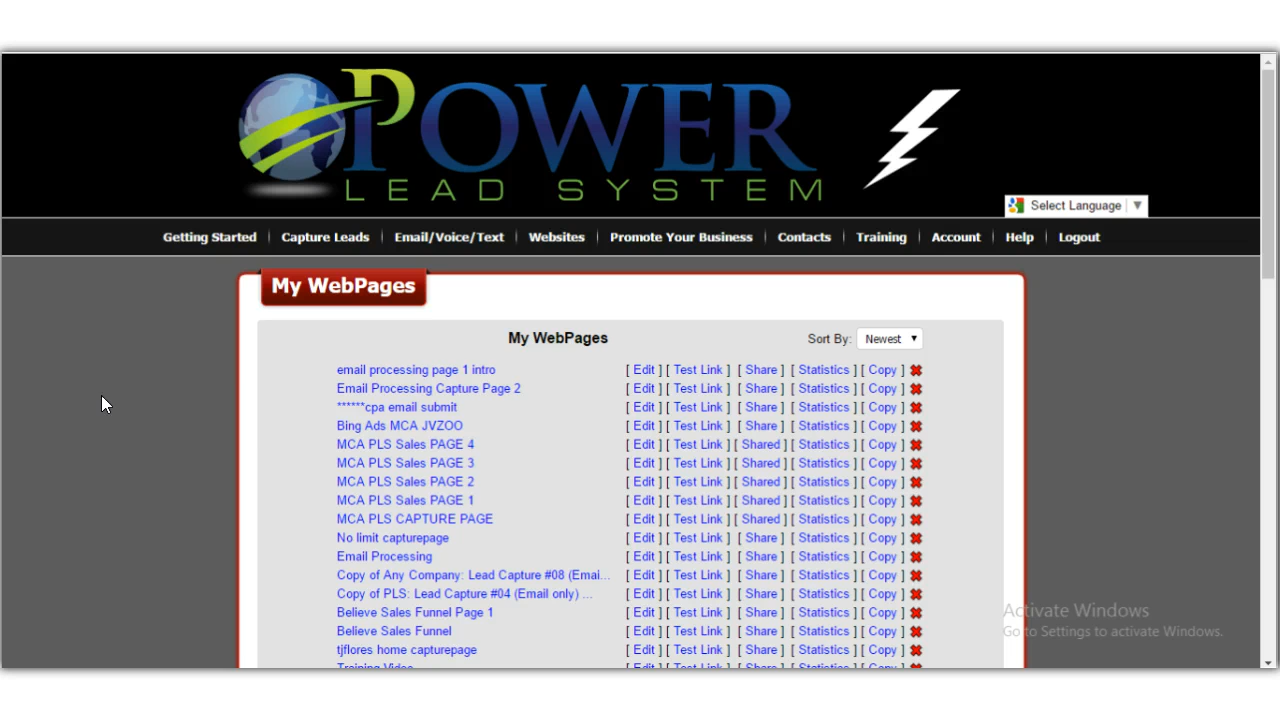 POWER
LEAD SYSTEM
Select Language ▼
Getting Started | Capture Leads | Email/Voice/Text | Websites | Promote Your Business | Contacts | Training | Account | Help | Logout
My WebPages
My WebPages Sort By: Newest ▼
email processing page 1 intro [ Edit ] [ Test Link ] [ Share ] [ Statistics ] [ Copy ]
Email Processing Capture Page 2 [ Edit ] [ Test Link ] [ Share ] [ Statistics ] [ Copy ]
******cpa email submit [ Edit ] [ Test Link ] [ Share ] [ Statistics ] [ Copy ]
Bing Ads MCA JVZOO [ Edit ] [ Test Link ] [ Share ] [ Statistics ] [ Copy ]
MCA PLS Sales PAGE 4 [ Edit ] [ Test Link ] [ Shared ] [ Statistics ] [ Copy ]
MCA PLS Sales PAGE 3 [ Edit ] [ Test Link ] [ Shared ] [ Statistics ] [ Copy ]
MCA PLS Sales PAGE 2 [ Edit ] [ Test Link ] [ Shared ] [ Statistics ] [ Copy ]
MCA PLS Sales PAGE 1 [ Edit ] [ Test Link ] [ Shared ] [ Statistics ] [ Copy ]
MCA PLS CAPTURE PAGE [ Edit ] [ Test Link ] [ Shared ] [ Statistics ] [ Copy ]
No limit capturepage [ Edit ] [ Test Link ] [ Share ] [ Statistics ] [ Copy ]
Email Processing [ Edit ] [ Test Link ] [ Share ] [ Statistics ] [ Copy ]
Copy of Any Company: Lead Capture #08 (Emai... [ Edit ] [ Test Link ] [ Share ] [ Statistics ] [ Copy ]
Copy of PLS: Lead Capture #04 (Email only) ... [ Edit ] [ Test Link ] [ Share ] [ Statistics ] [ Copy ]
Believe Sales Funnel Page 1 [ Edit ] [ Test Link ] [ Share ] [ Statistics ] [ Copy ]
Believe Sales Funnel [ Edit ] [ Test Link ] [ Share ] [ Statistics ] [ Copy ]
tjflores home capturepage [ Edit ] [ Test Link ] [ Share ] [ Statistics ] [ Copy ]
Training Video [ Edit ] [ Test Link ] [ Share ] [ Statistics ] [ Copy ]
Activate Windows
Go to Settings to activate Windows.